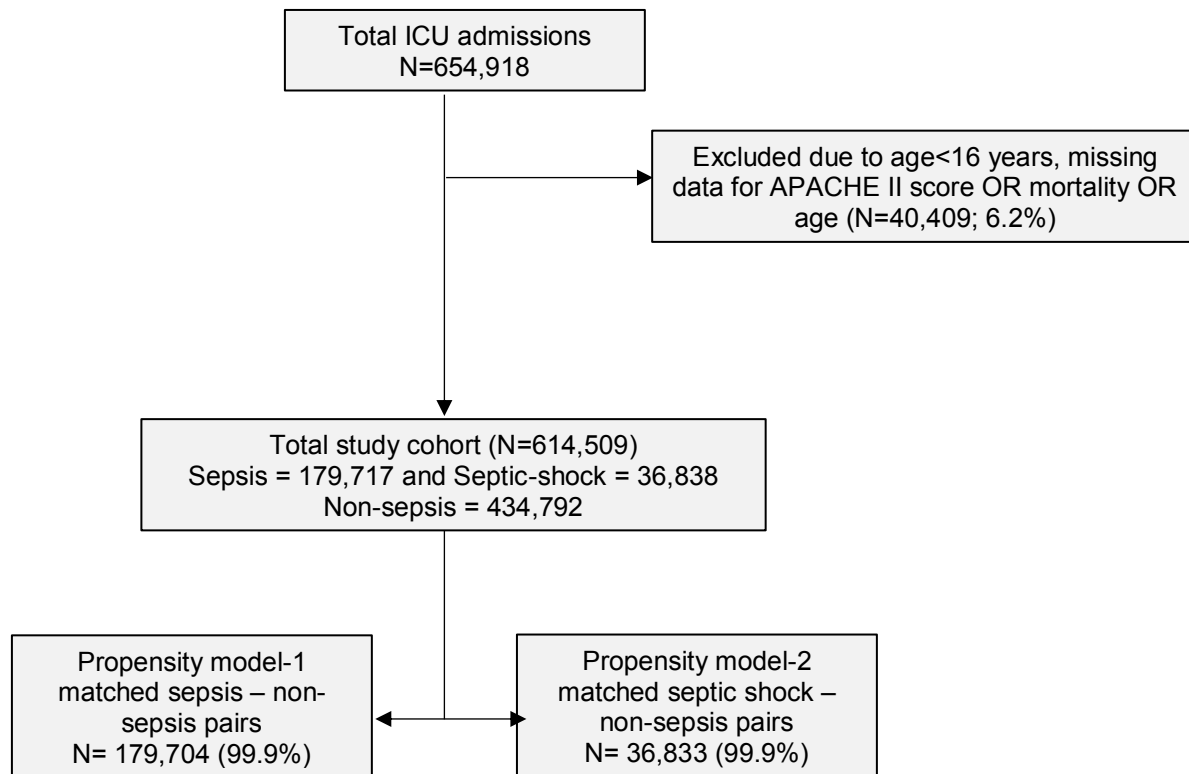 Total ICU admissions
N=654,918
Excluded due to age<16 years, missing
data for APACHE II score OR mortality OR
age (N=40,409; 6.2%)
Total study cohort (N=614,509)
Sepsis = 179,717 and Septic-shock = 36,838
Non-sepsis = 434,792
Propensity model-1
matched sepsis – non-
sepsis pairs
N= 179,704 (99.9%)
Propensity model-2
matched septic shock –
non-sepsis pairs
N= 36,833 (99.9%)